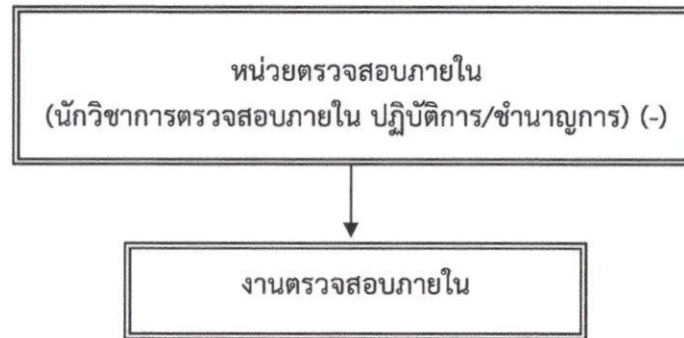 หน่วยตรวจสอบภายใน
(นักวิชาการตรวจสอบภายใน ปฏิบัติการ/ชำนาญการ) (-)
งานตรวจสอบภายใน